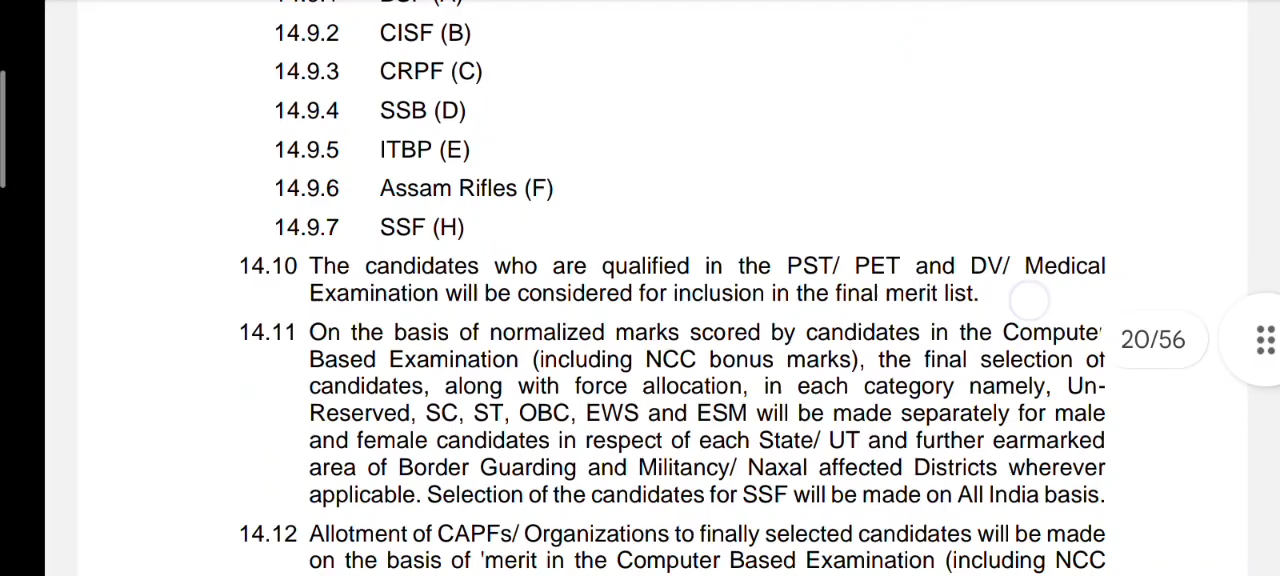 14.9.2 CISF (B)
14.9.3 CRPF (C)
14.9.4 SSB (D)
14.9.5 ITBP (E)
14.9.6 Assam Rifles (F)
14.9.7 SSF (H)
14.10 The candidates who are qualified in the PST/ PET and DV/ Medical
Examination will be considered for inclusion in the final merit list.
14.11 On the basis of normalized marks scored by candidates in the Compute
Based Examination (including NCC bonus marks), the final selection of
candidates, along with force allocation, in each category namely, Un-
Reserved, SC, ST, OBC, EWS and ESM will be made separately for male
and female candidates in respect of each State/ UT and further earmarked
area of Border Guarding and Militancy/ Naxal affected Districts wherever
applicable. Selection of the candidates for SSF will be made on All India basis.
20/56
14.12 Allotment of CAPFs/ Organizations to finally selected candidates will be made
on the basis of 'merit in the Computer Based Examination (including NCC